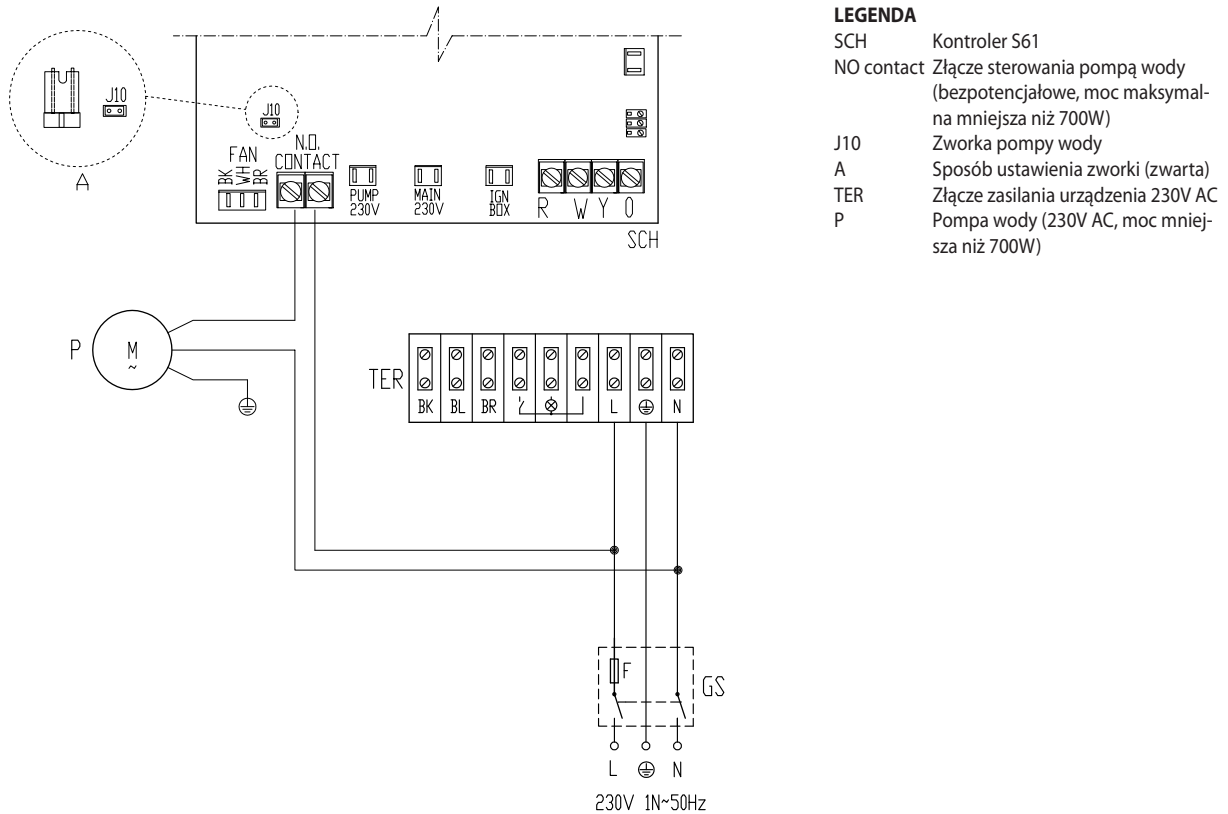 J10
A
J10
FAN
BK
WH
BR
N.O.
CONTACT
PUMP
230V
MAIN
230V
IGN
BOX
R W Y O
SCH
P
M
~
TER
BK BL BR L N
F
GS
L N
230V 1N~50Hz
LEGENDA
SCH Kontroler S61
NO contact Złącze sterowania pompą wody
(bezpotencjałowe, moc maksymal-
na mniejsza niż 700W)
J10 Zworka pompy wody
A Sposób ustawienia zworki (zwarta)
TER Złącze zasilania urządzenia 230V AC
P Pompa wody (230V AC, moc mniej-
sza niż 700W)